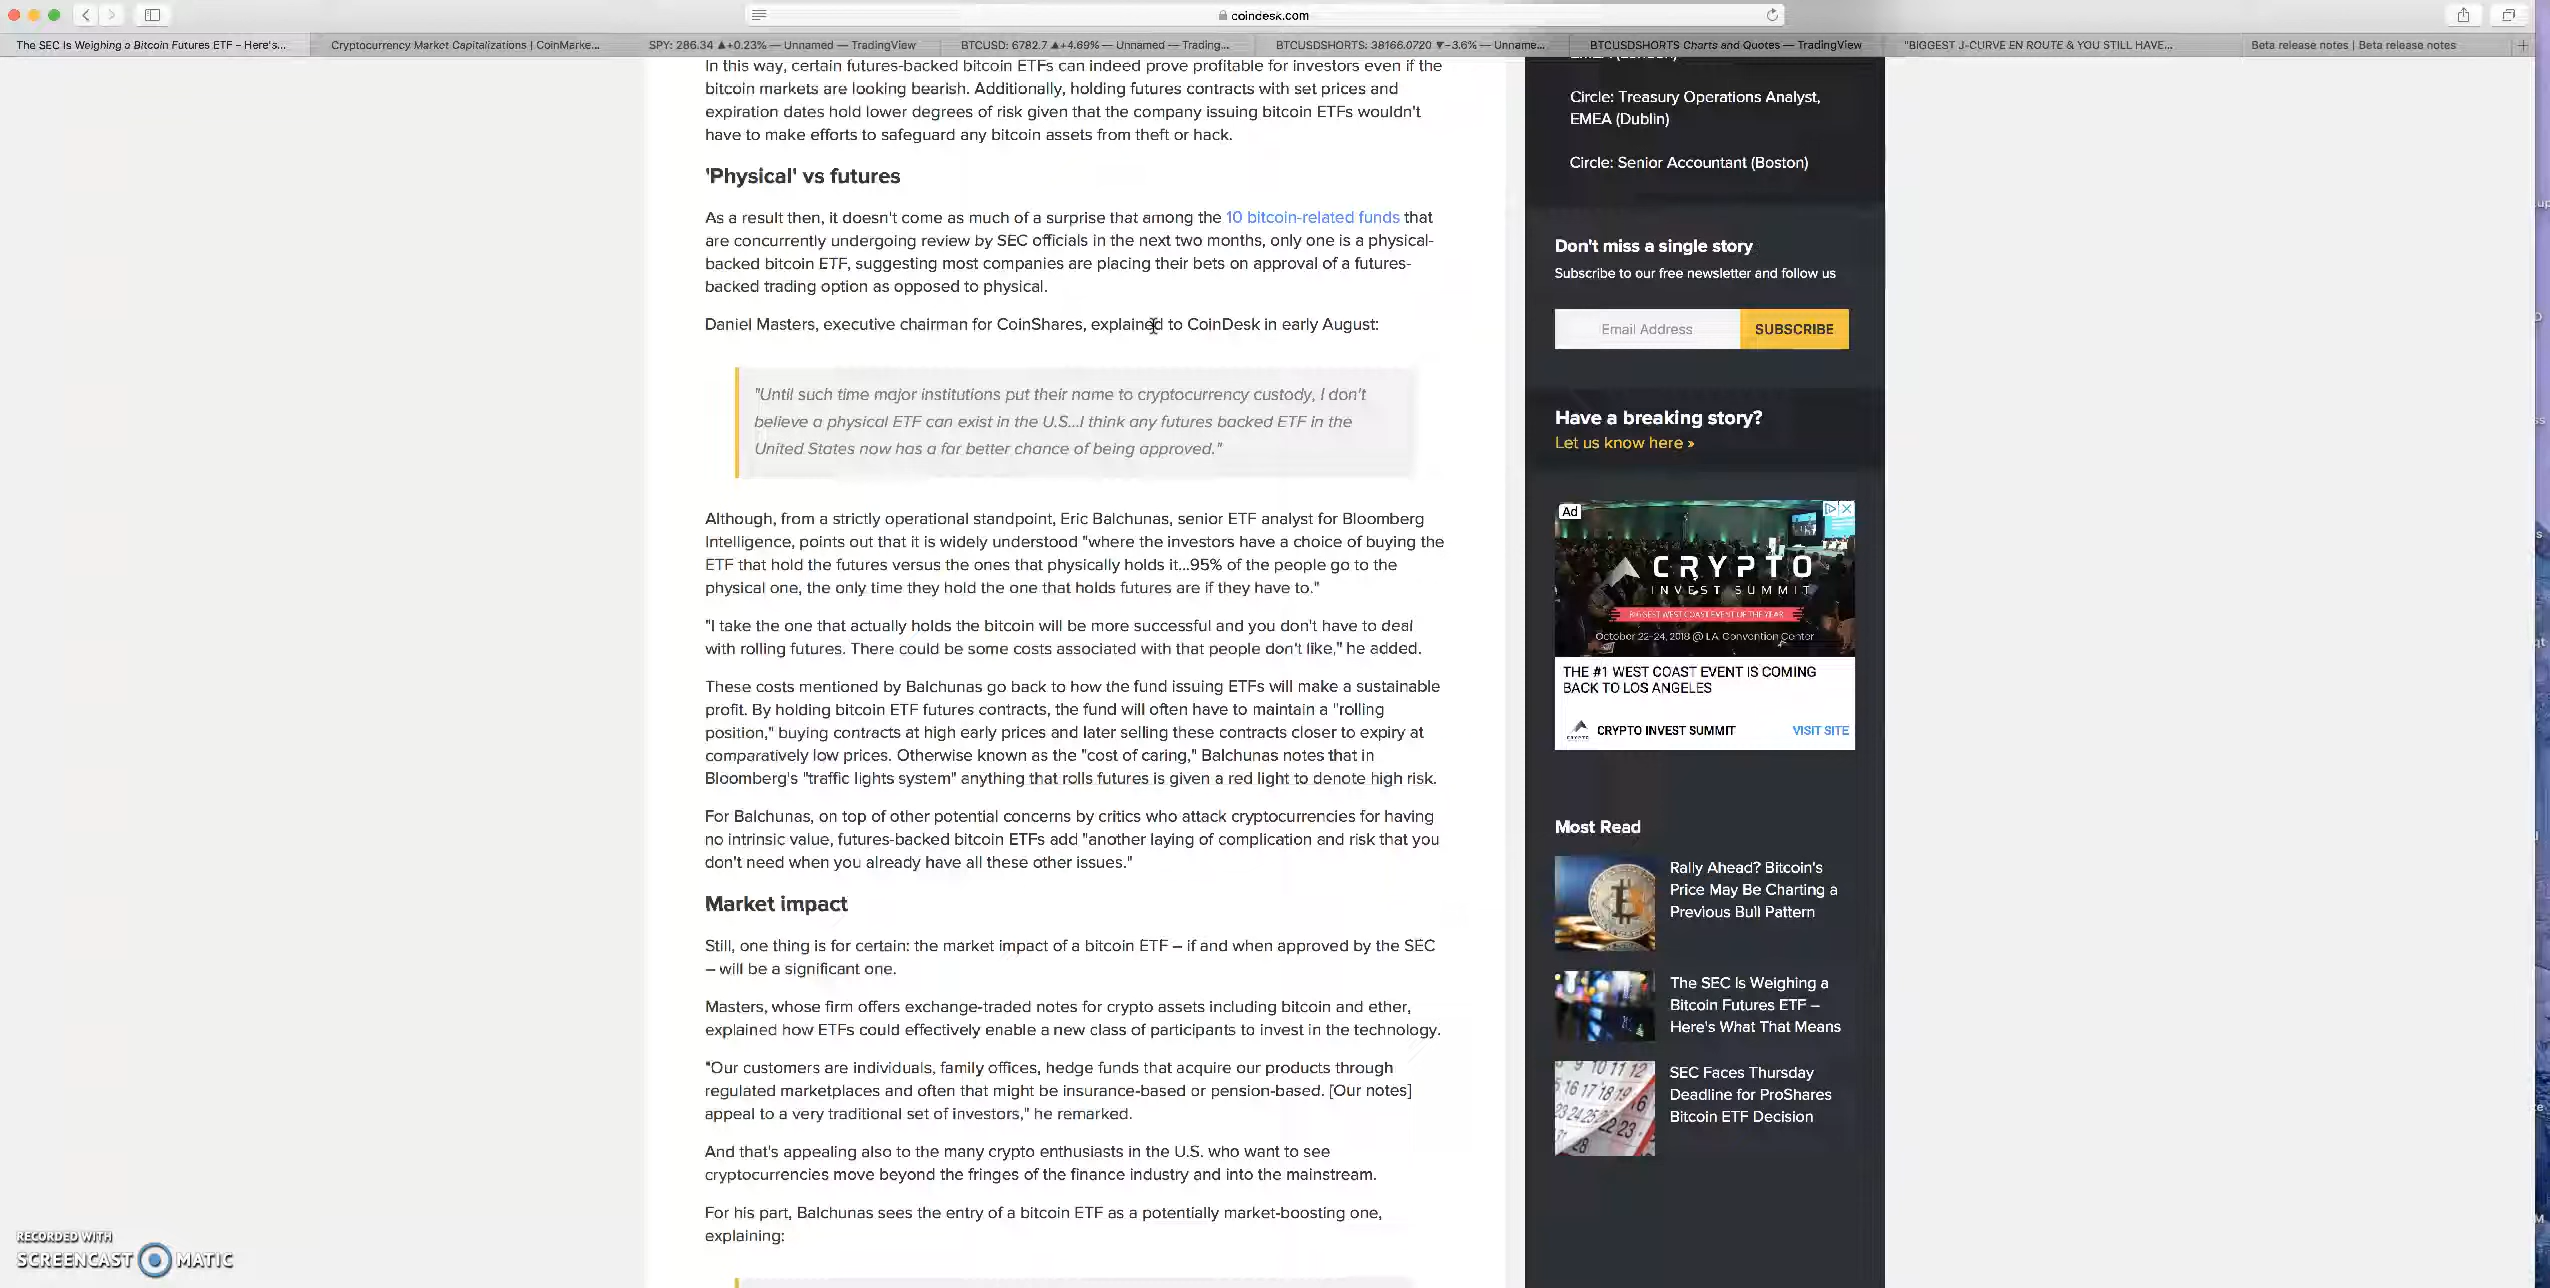 coindesk.com
The SEC Is Weighing a Bitcoin Futures ETF – Here's...
Cryptocurrency Market Capitalizations | CoinMarke...
SPY: 286.34 ▲+0.23% — Unnamed — TradingView
BTCUSD: 6782.7 ▲+4.69% — Unnamed — Trading...
BTCUSDSHORTS: 38166.0720 ▼−3.6% — Unname...
BTCUSDSHORTS Charts and Quotes — TradingView
"BIGGEST J-CURVE EN ROUTE & YOU STILL HAVE...
Beta release notes | Beta release notes
In this way, certain futures-backed bitcoin ETFs can indeed prove profitable for investors even if the
bitcoin markets are looking bearish. Additionally, holding futures contracts with set prices and
expiration dates hold lower degrees of risk given that the company issuing bitcoin ETFs wouldn't
have to make efforts to safeguard any bitcoin assets from theft or hack.
'Physical' vs futures
As a result then, it doesn't come as much of a surprise that among the 10 bitcoin-related funds that
are concurrently undergoing review by SEC officials in the next two months, only one is a physical-
backed bitcoin ETF, suggesting most companies are placing their bets on approval of a futures-
backed trading option as opposed to physical.
Daniel Masters, executive chairman for CoinShares, explained to CoinDesk in early August:
"Until such time major institutions put their name to cryptocurrency custody, I don't
believe a physical ETF can exist in the U.S...I think any futures backed ETF in the
United States now has a far better chance of being approved."
Although, from a strictly operational standpoint, Eric Balchunas, senior ETF analyst for Bloomberg
Intelligence, points out that it is widely understood "where the investors have a choice of buying the
ETF that hold the futures versus the ones that physically holds it...95% of the people go to the
physical one, the only time they hold the one that holds futures are if they have to."
"I take the one that actually holds the bitcoin will be more successful and you don't have to deal
with rolling futures. There could be some costs associated with that people don't like," he added.
These costs mentioned by Balchunas go back to how the fund issuing ETFs will make a sustainable
profit. By holding bitcoin ETF futures contracts, the fund will often have to maintain a "rolling
position," buying contracts at high early prices and later selling these contracts closer to expiry at
comparatively low prices. Otherwise known as the "cost of caring," Balchunas notes that in
Bloomberg's "traffic lights system" anything that rolls futures is given a red light to denote high risk.
For Balchunas, on top of other potential concerns by critics who attack cryptocurrencies for having
no intrinsic value, futures-backed bitcoin ETFs add "another laying of complication and risk that you
don't need when you already have all these other issues."
Market impact
Still, one thing is for certain: the market impact of a bitcoin ETF – if and when approved by the SEC
– will be a significant one.
Masters, whose firm offers exchange-traded notes for crypto assets including bitcoin and ether,
explained how ETFs could effectively enable a new class of participants to invest in the technology.
"Our customers are individuals, family offices, hedge funds that acquire our products through
regulated marketplaces and often that might be insurance-based or pension-based. [Our notes]
appeal to a very traditional set of investors," he remarked.
And that's appealing also to the many crypto enthusiasts in the U.S. who want to see
cryptocurrencies move beyond the fringes of the finance industry and into the mainstream.
For his part, Balchunas sees the entry of a bitcoin ETF as a potentially market-boosting one,
explaining:
Circle: Treasury Operations Analyst,
EMEA (Dublin)
Circle: Senior Accountant (Boston)
Don't miss a single story
Subscribe to our free newsletter and follow us
Email Address
SUBSCRIBE
Have a breaking story?
Let us know here »
Ad
CRYPTO
INVEST SUMMIT
BIGGEST WEST COAST EVENT OF THE YEAR
October 22-24, 2018 @ LA Convention Center
THE #1 WEST COAST EVENT IS COMING
BACK TO LOS ANGELES
CRYPTO INVEST SUMMIT
VISIT SITE
Most Read
Rally Ahead? Bitcoin's
Price May Be Charting a
Previous Bull Pattern
The SEC Is Weighing a
Bitcoin Futures ETF –
Here's What That Means
SEC Faces Thursday
Deadline for ProShares
Bitcoin ETF Decision
RECORDED WITH
SCREENCAST MATIC